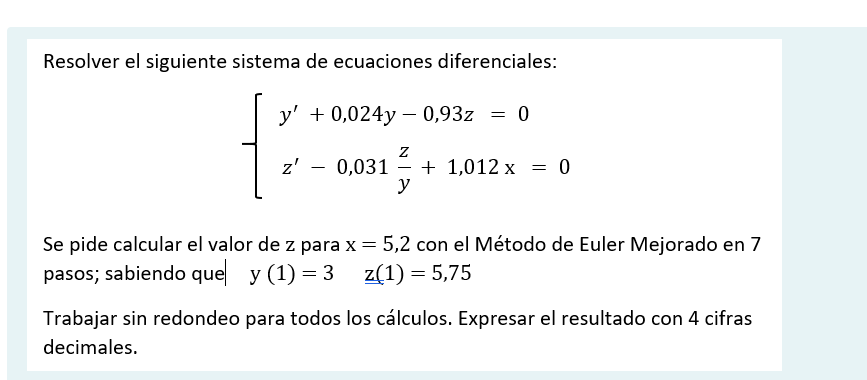 Resolver el siguiente sistema de ecuaciones diferenciales:
y′ + 0,024y − 0,93z = 0
z′ − 0,031 z/y + 1,012 x = 0
Se pide calcular el valor de z para x = 5,2 con el Método de Euler Mejorado en 7
pasos; sabiendo que y (1) = 3 z(1) = 5,75
Trabajar sin redondeo para todos los cálculos. Expresar el resultado con 4 cifras
decimales.